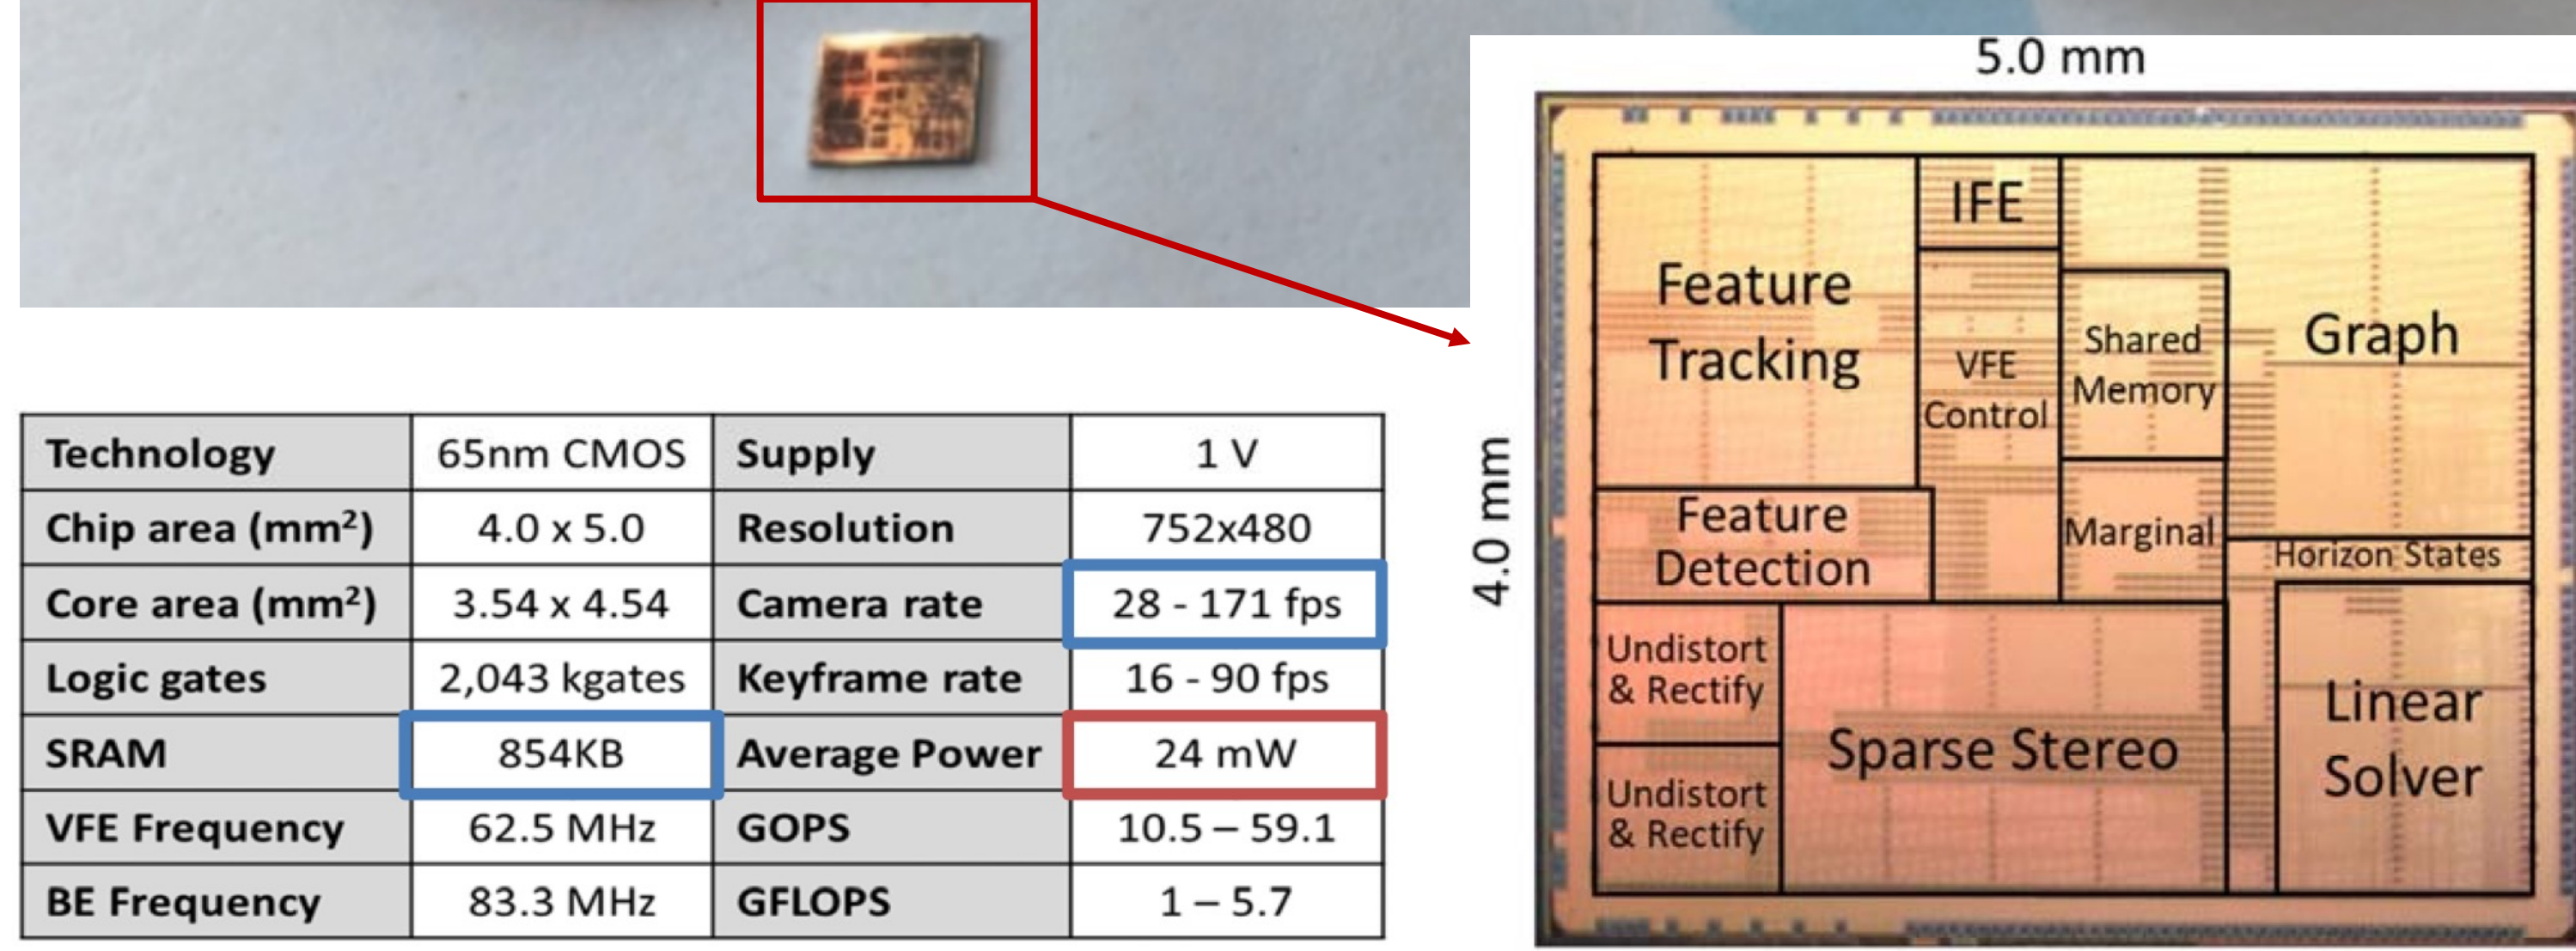 5.0 mm
4.0 mm
Technology 65nm CMOS Supply 1 V
Chip area (mm²) 4.0 x 5.0 Resolution 752x480
Core area (mm²) 3.54 x 4.54 Camera rate 28 - 171 fps
Logic gates 2,043 kgates Keyframe rate 16 - 90 fps
SRAM 854KB Average Power 24 mW
VFE Frequency 62.5 MHz GOPS 10.5 – 59.1
BE Frequency 83.3 MHz GFLOPS 1 – 5.7
Feature
Tracking
IFE
VFE
Control
Shared
Memory
Graph
Feature
Detection
Marginal
Horizon States
Undistort
& Rectify
Undistort
& Rectify
Sparse Stereo
Linear
Solver